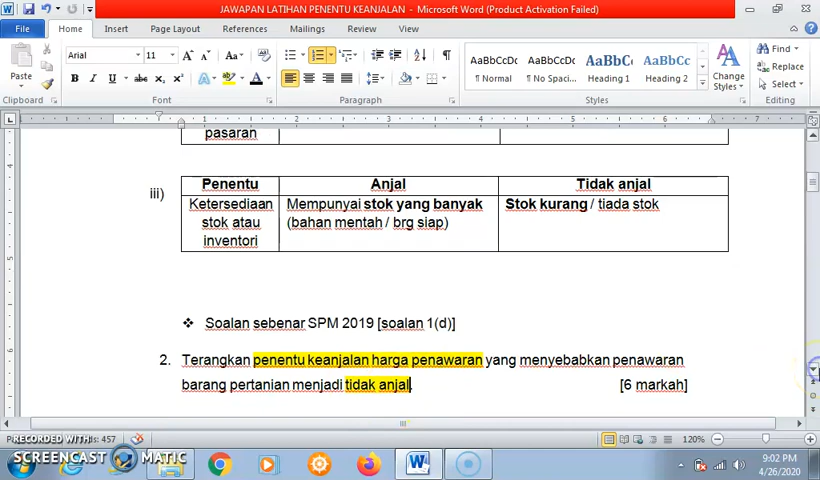 JAWAPAN LATIHAN PENENTU KEANJALAN - Microsoft Word (Product Activation Failed)
File Home Insert Page Layout References Mailings Review View
Paste
Clipboard
Arial 11
Font
Paragraph
AaBbCcDc AaBbCcDc AaBbC AaBbCc
¶ Normal ¶ No Spaci... Heading 1 Heading 2
Change Styles
Styles
Find
Replace
Select
Editing
pasaran
iii)
Penentu Anjal Tidak anjal
Ketersediaan Mempunyai stok yang banyak Stok kurang / tiada stok
stok atau (bahan mentah / brg siap)
inventori
❖ Soalan sebenar SPM 2019 [soalan 1(d)]
2. Terangkan penentu keanjalan harga penawaran yang menyebabkan penawaran
barang pertanian menjadi tidak anjal. [6 markah]
RECORDED WITH
SCREENCAST MATIC
: 457
120%
9:02 PM
4/26/2020